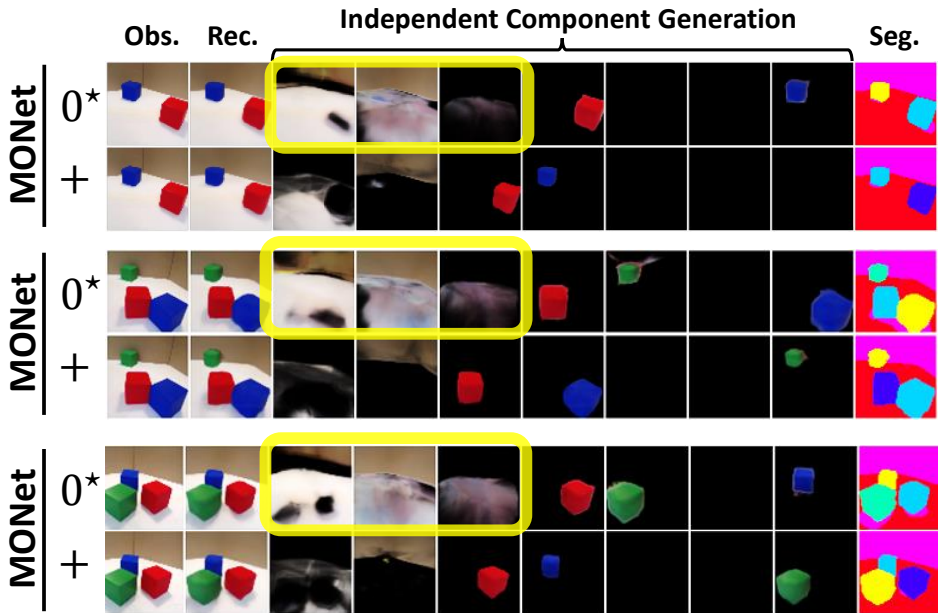 Independent Component Generation
Obs. Rec. Seg.
MONet
0★
+
MONet
0★
+
MONet
0★
+